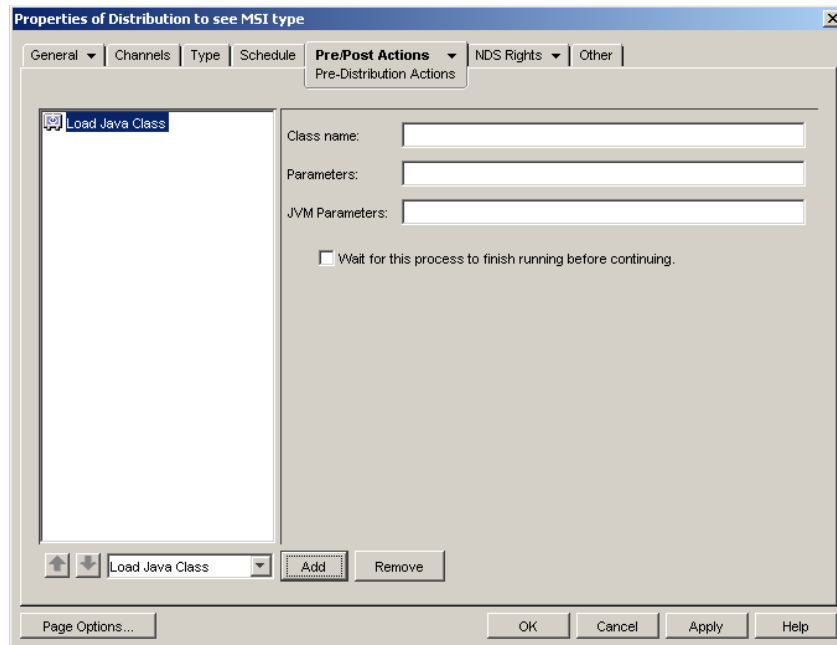 Properties of Distribution to see MSI type
General Channels Type Schedule Pre/Post Actions NDS Rights Other
Pre-Distribution Actions
Load Java Class
Class name:
Parameters:
JVM Parameters:
Wait for this process to finish running before continuing.
Load Java Class Add Remove
Page Options... OK Cancel Apply Help